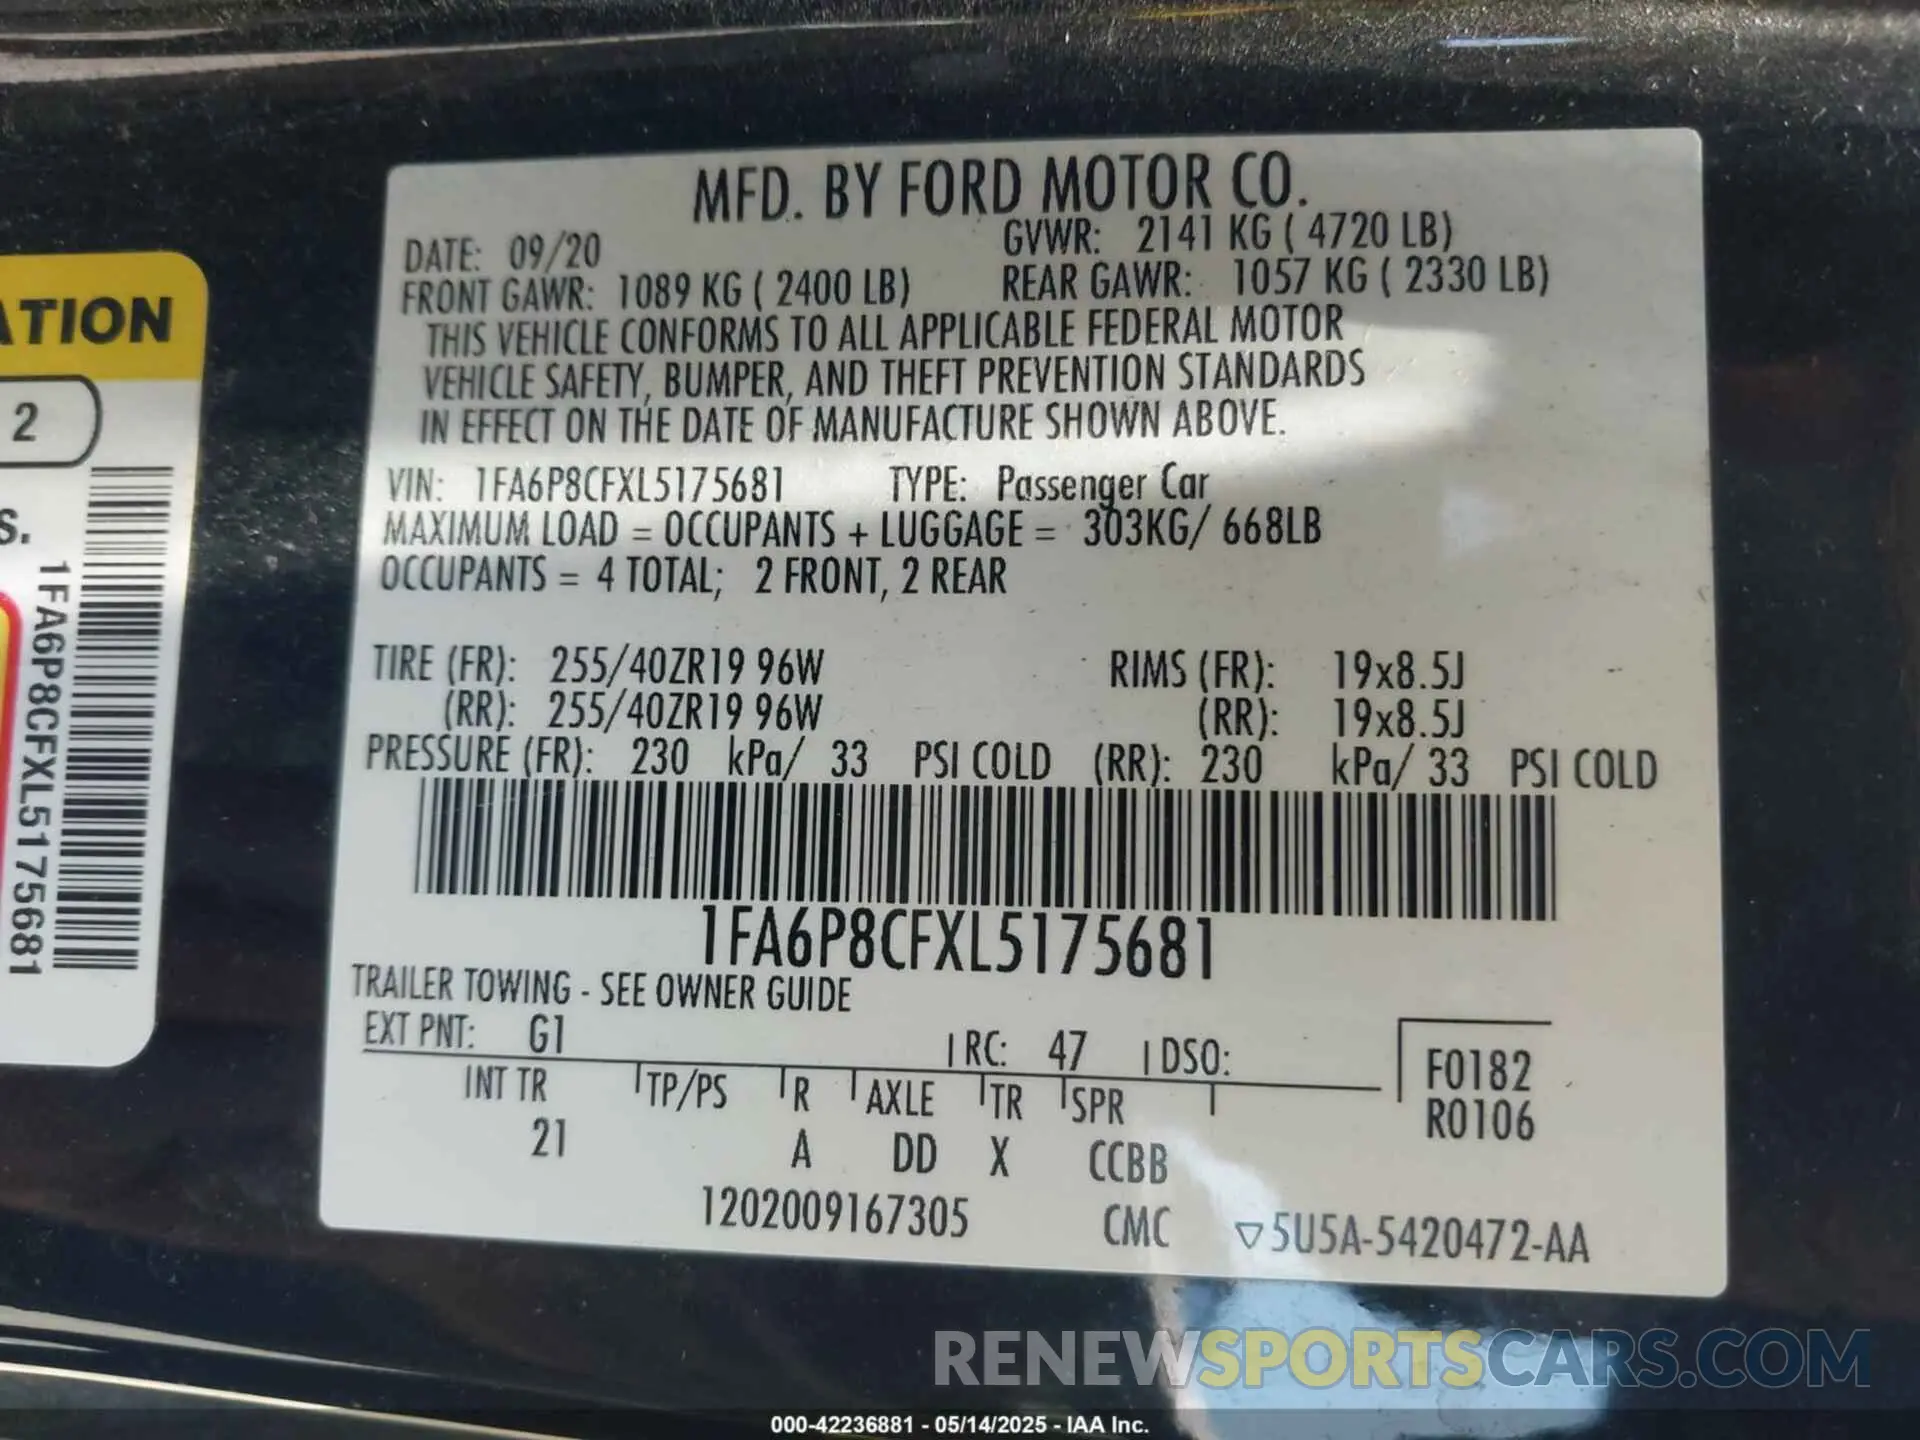 MFD. BY FORD MOTOR CO.
DATE: 09/20 GVWR: 2141 KG ( 4720 LB)
FRONT GAWR: 1089 KG ( 2400 LB) REAR GAWR: 1057 KG ( 2330 LB)
THIS VEHICLE CONFORMS TO ALL APPLICABLE FEDERAL MOTOR
VEHICLE SAFETY, BUMPER, AND THEFT PREVENTION STANDARDS
IN EFFECT ON THE DATE OF MANUFACTURE SHOWN ABOVE.
VIN: 1FA6P8CFXL5175681 TYPE: Passenger Car
MAXIMUM LOAD = OCCUPANTS + LUGGAGE = 303KG/ 668LB
OCCUPANTS = 4 TOTAL; 2 FRONT, 2 REAR
TIRE (FR): 255/40ZR19 96W RIMS (FR): 19x8.5J
(RR): 255/40ZR19 96W (RR): 19x8.5J
PRESSURE (FR): 230 kPa/ 33 PSI COLD (RR): 230 kPa/ 33 PSI COLD
1FA6P8CFXL5175681
TRAILER TOWING - SEE OWNER GUIDE
EXT PNT: G1 RC: 47 DSO:
INT TR TP/PS R AXLE TR SPR
21 A DD X CCBB
F0182
R0106
1202009167305 CMC ▽5U5A-5420472-AA
ATION
2
S.
1FA6P8CFXL5175681
RENEWSPORTSCARS.COM
000-42236881 - 05/14/2025 - IAA Inc.